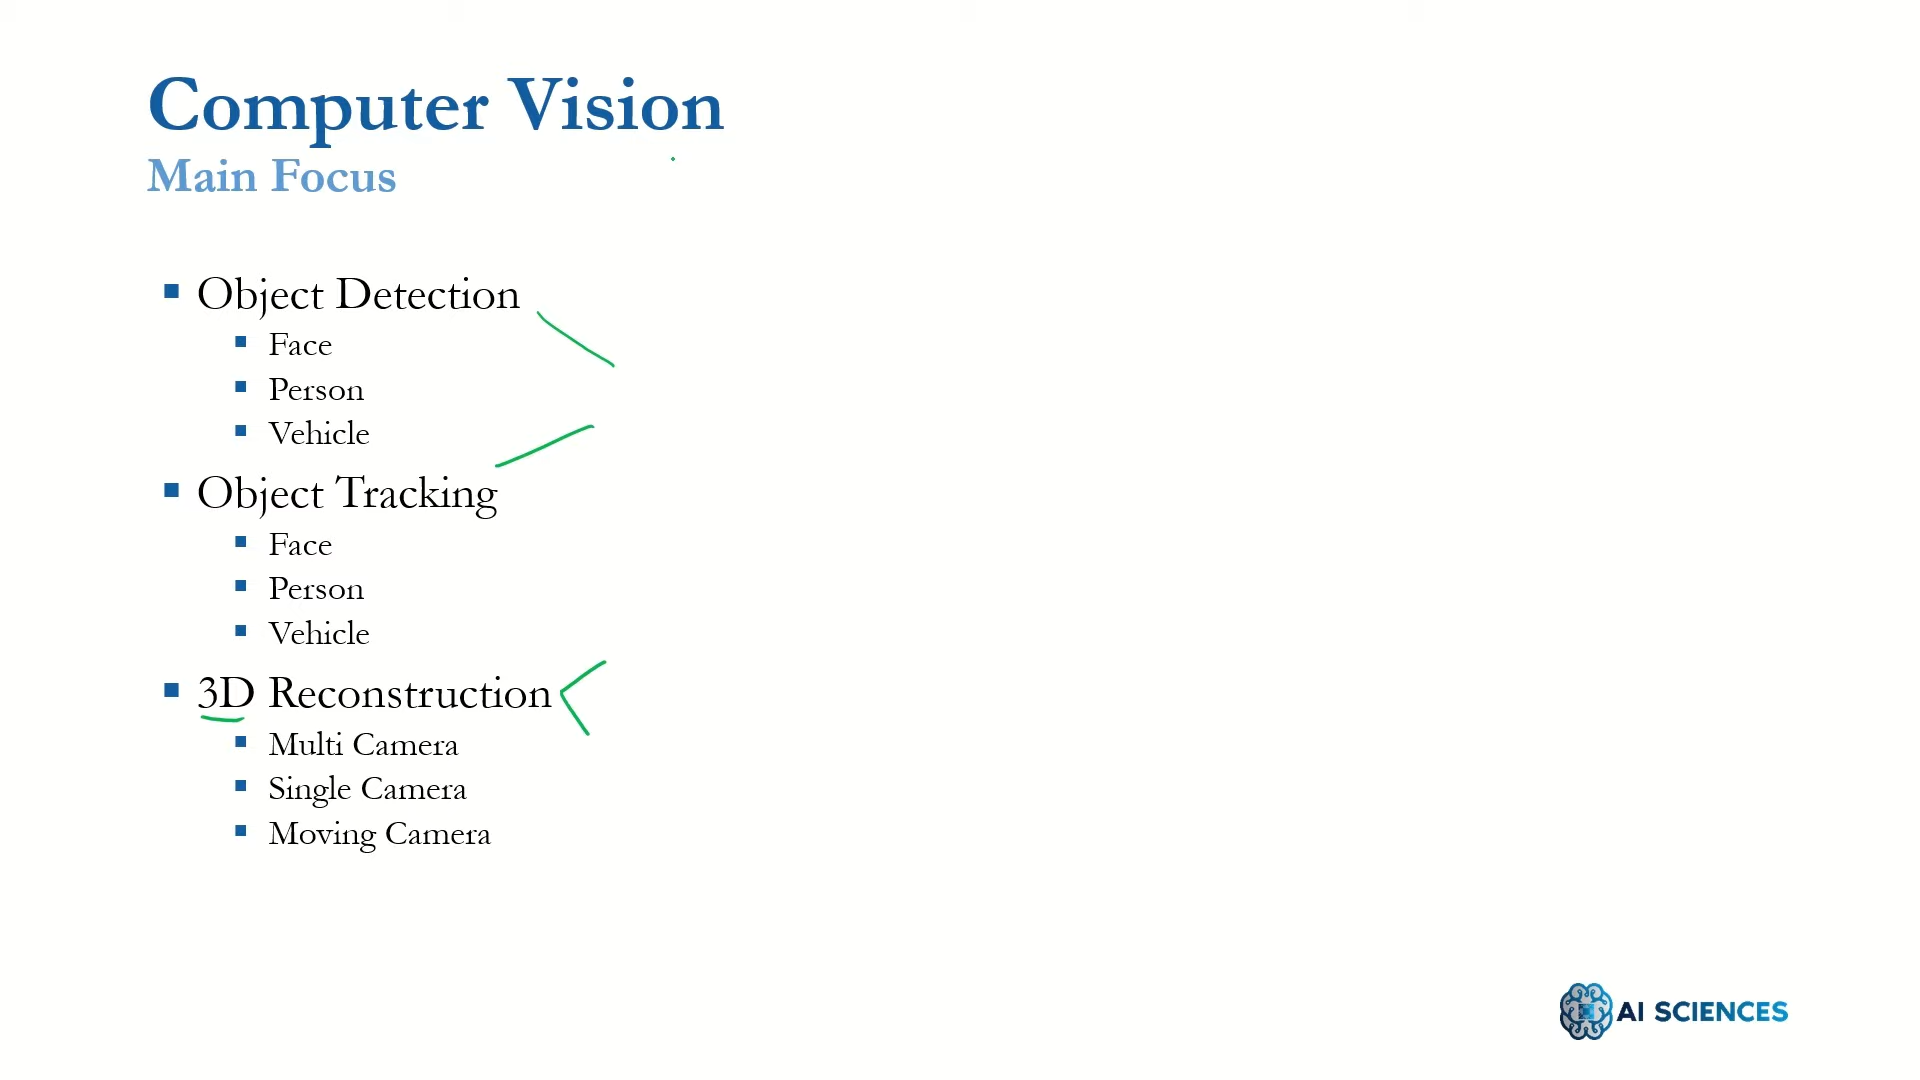 Computer Vision
Main Focus
Object Detection
Face
Person
Vehicle
Object Tracking
Face
Person
Vehicle
3D Reconstruction
Multi Camera
Single Camera
Moving Camera
AI SCIENCES